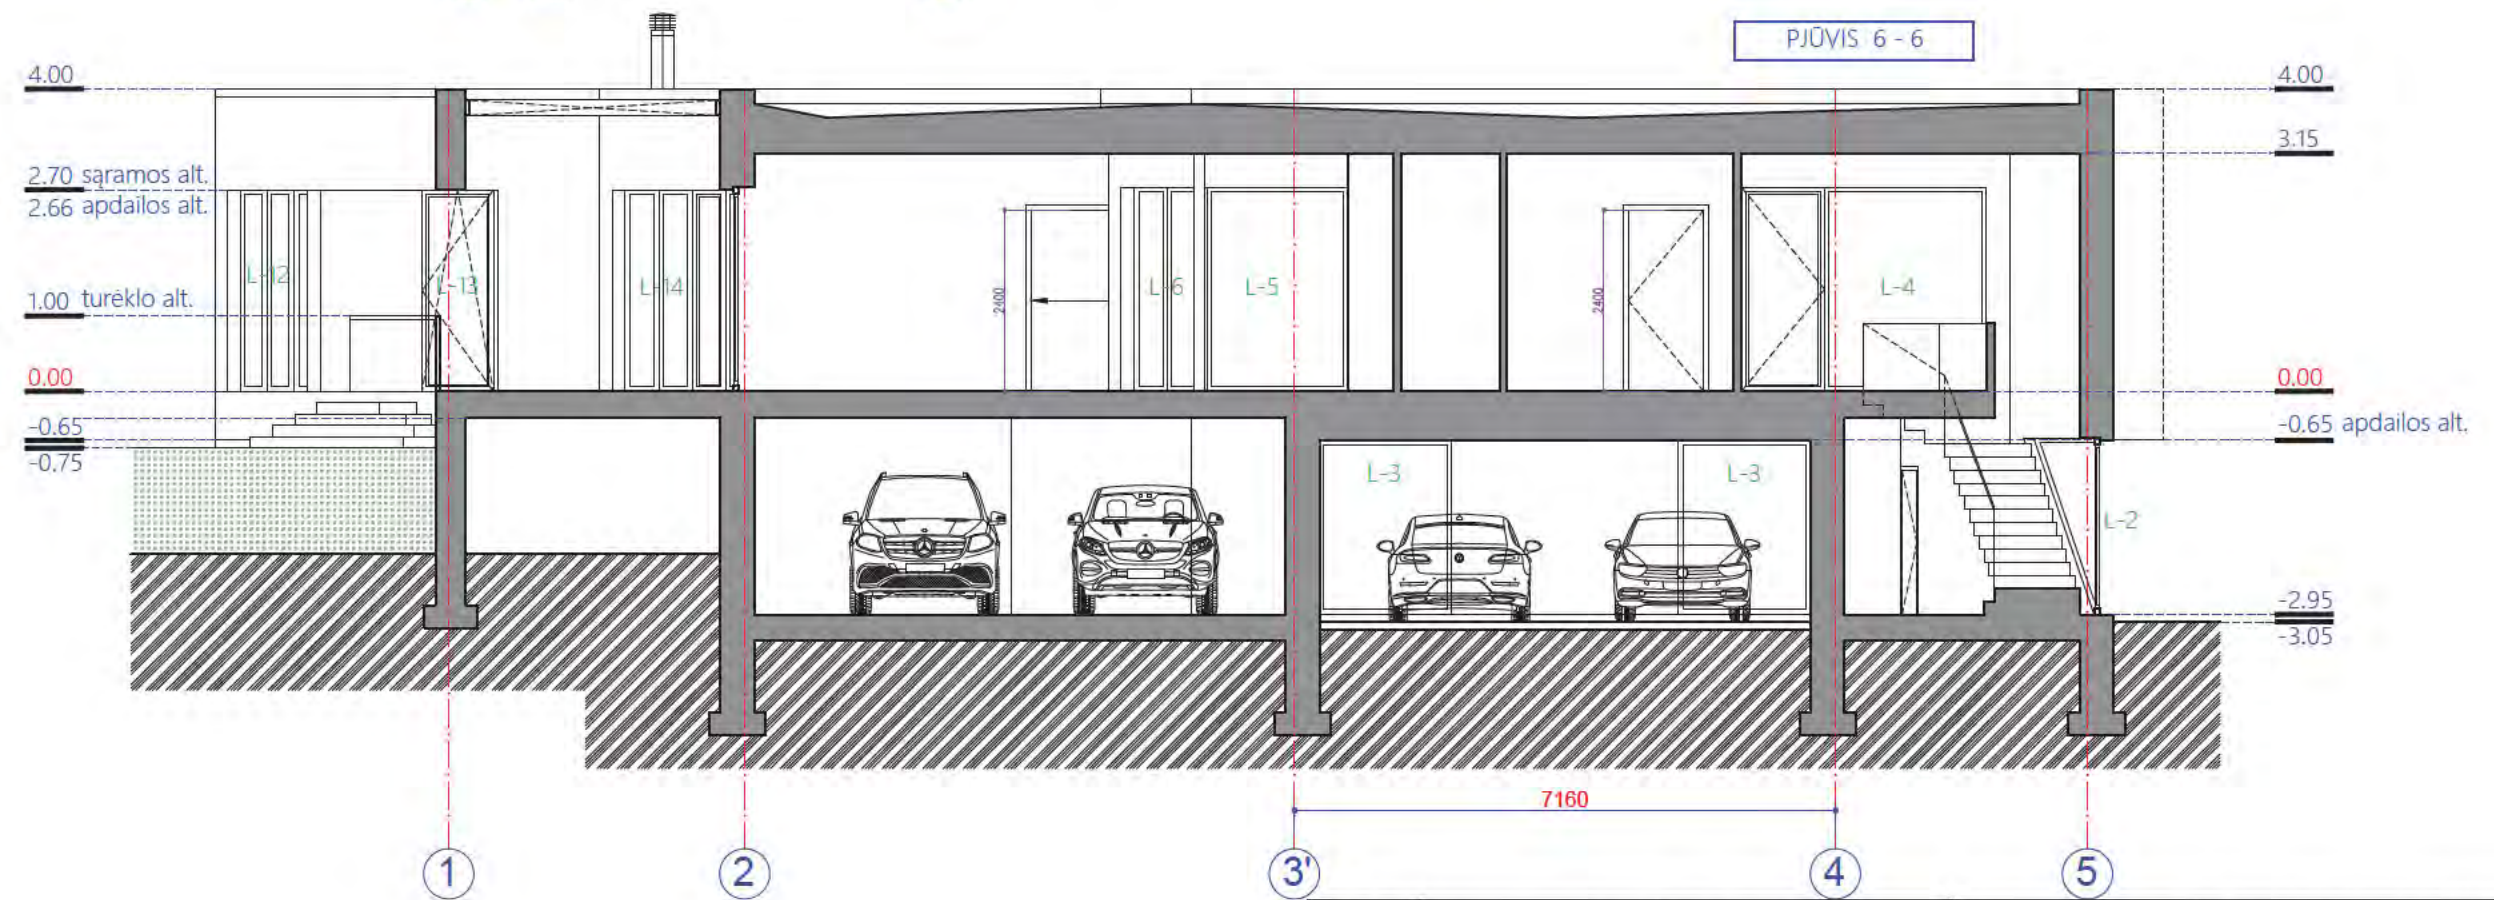 PJŪVIS 6 - 6
4.00
4.00
3.15
2.70 sąramos alt.
2.66 apdailos alt.
L-12
L-13
L-14
L-6
L-5
L-4
2400
2400
1.00 turėklo alt.
0.00
0.00
-0.65
-0.65 apdailos alt.
-0.75
L-3
L-3
L-2
-2.95
-3.05
7160
1
2
3'
4
5